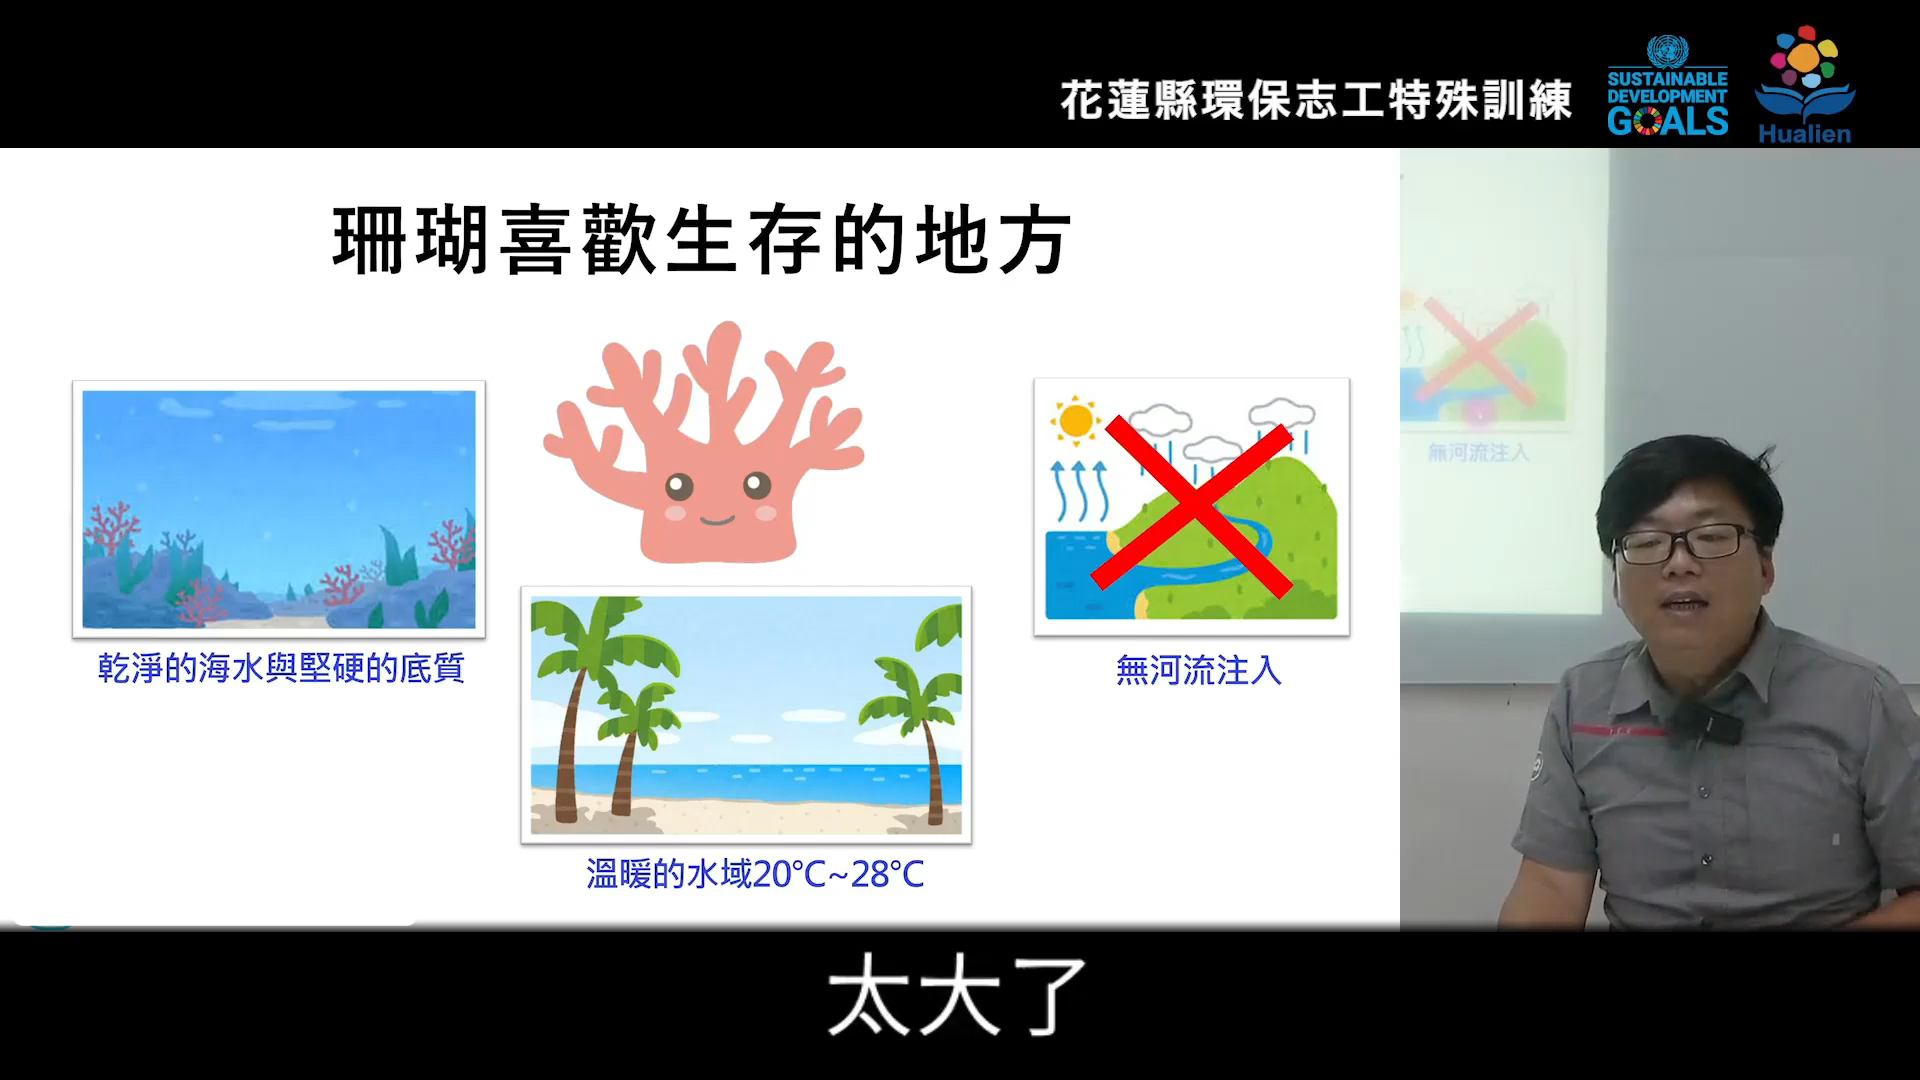 花蓮縣環保志工特殊訓練
SUSTAINABLE
DEVELOPMENT
GOALS
Hualien
珊瑚喜歡生存的地方
乾淨的海水與堅硬的底質
無河流注入
溫暖的水域20°C~28°C
無河流注入
太大了